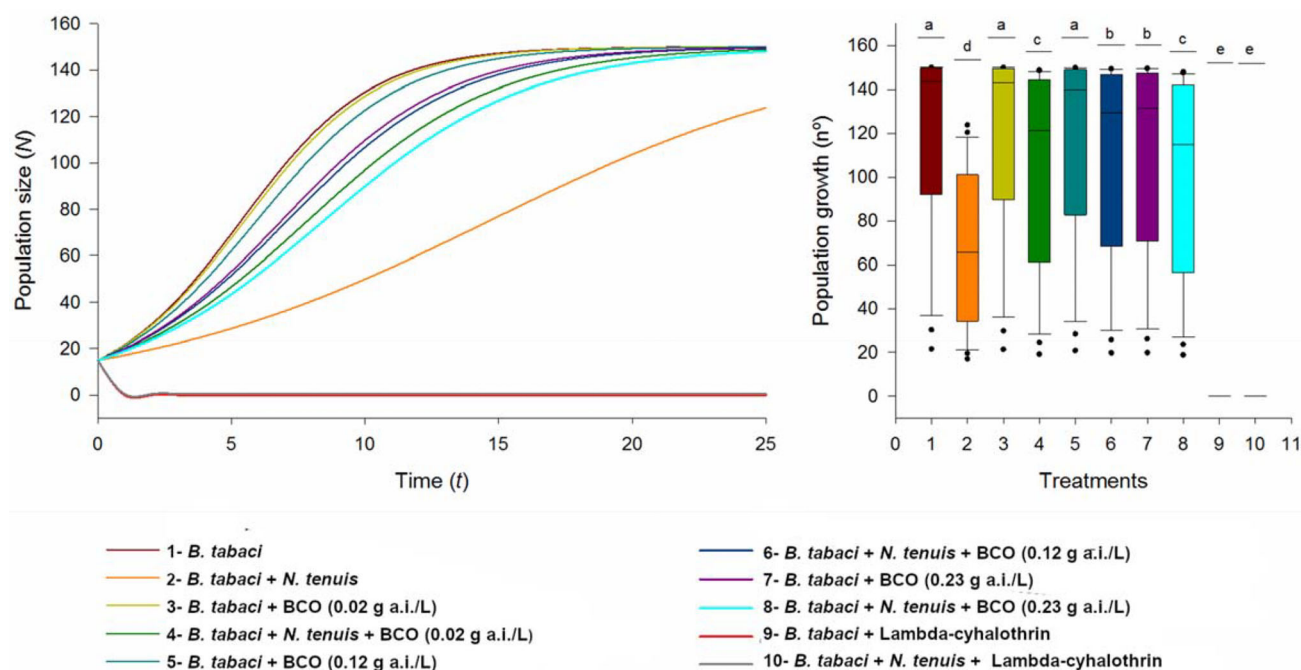 160
140
120
100
80
60
40
20
0
Population size (N)
0 5 10 15 20 25
Time (t)
a d a c a b b c e e
160
140
120
100
80
60
40
20
0
Population growth (nº)
0 1 2 3 4 5 6 7 8 9 10 11
Treatments
1- B. tabaci
2- B. tabaci + N. tenuis
3- B. tabaci + BCO (0.02 g a.i./L)
4- B. tabaci + N. tenuis + BCO (0.02 g a.i./L)
5- B. tabaci + BCO (0.12 g a.i./L)
6- B. tabaci + N. tenuis + BCO (0.12 g a.i./L)
7- B. tabaci + BCO (0.23 g a.i./L)
8- B. tabaci + N. tenuis + BCO (0.23 g a.i./L)
9- B. tabaci + Lambda-cyhalothrin
10- B. tabaci + N. tenuis + Lambda-cyhalothrin